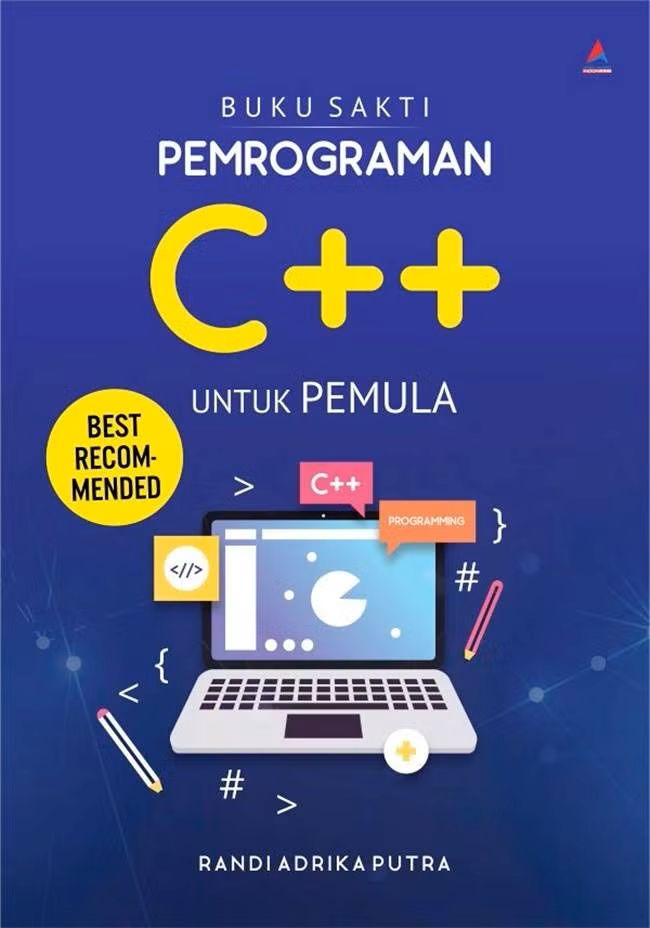 BUKU SAKTI
PEMROGRAMAN
C++
UNTUK PEMULA
BEST
RECOM-
MENDED
>
C++
PROGRAMMING
}
<//>
#
{
<
#
>
RANDI ADRIKA PUTRA